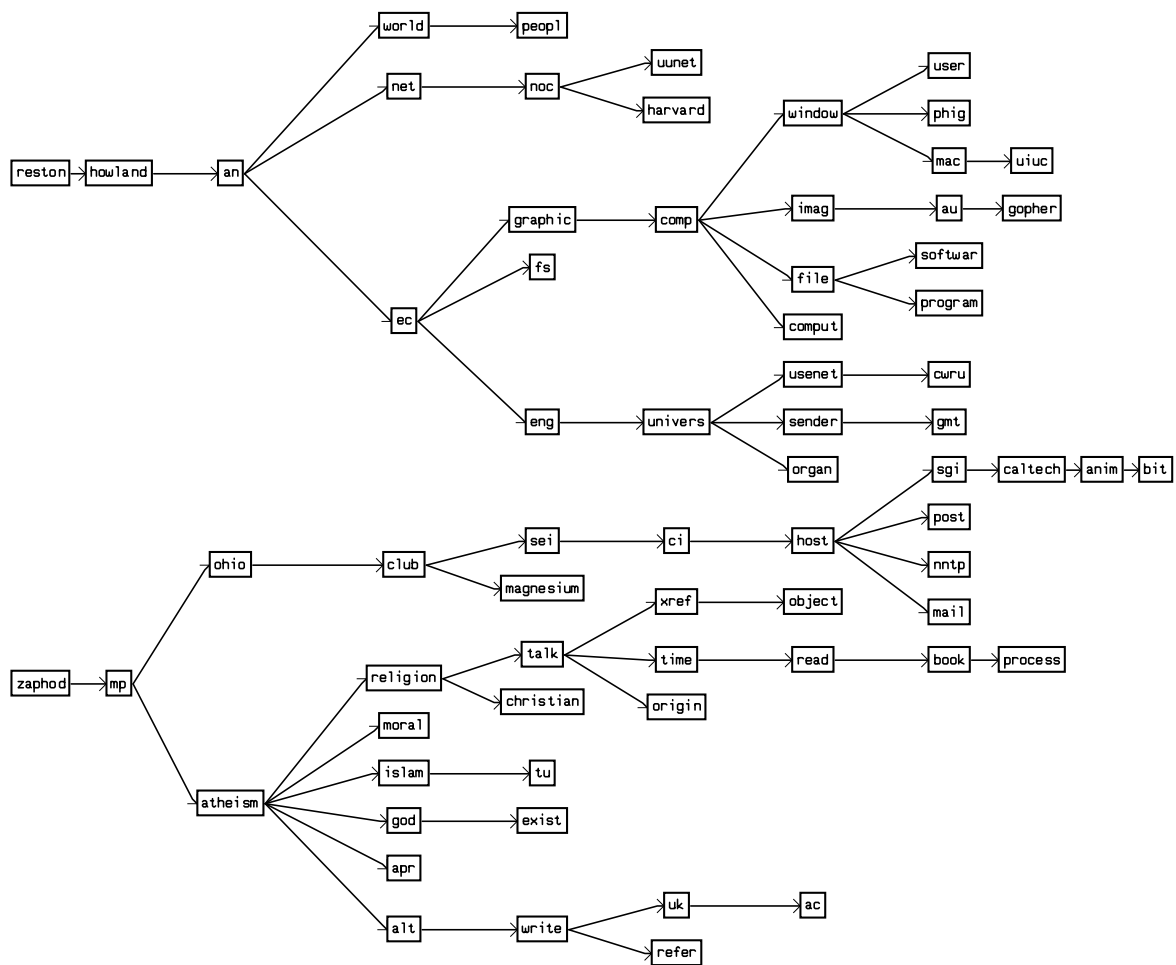 world
peopl
uunet
user
net
noc
harvard
window
phig
mac
uiuc
reston
howland
an
graphic
comp
imag
au
gopher
fs
softwar
file
program
ec
comput
usenet
cwru
eng
univers
sender
gmt
organ
sgi
caltech
anim
bit
post
sei
ci
host
ohio
club
nntp
magnesium
xref
object
mail
talk
time
read
book
process
zaphod
mp
religion
christian
origin
moral
islam
tu
atheism
god
exist
apr
uk
ac
alt
write
refer